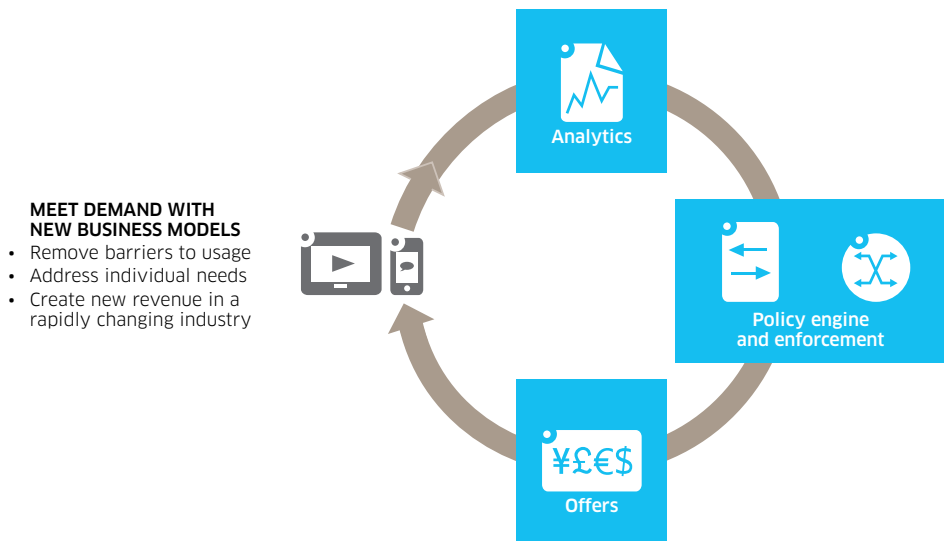 Analytics
MEET DEMAND WITH
NEW BUSINESS MODELS
• Remove barriers to usage
• Address individual needs
• Create new revenue in a
rapidly changing industry
Policy engine
and enforcement
¥£€$
Offers